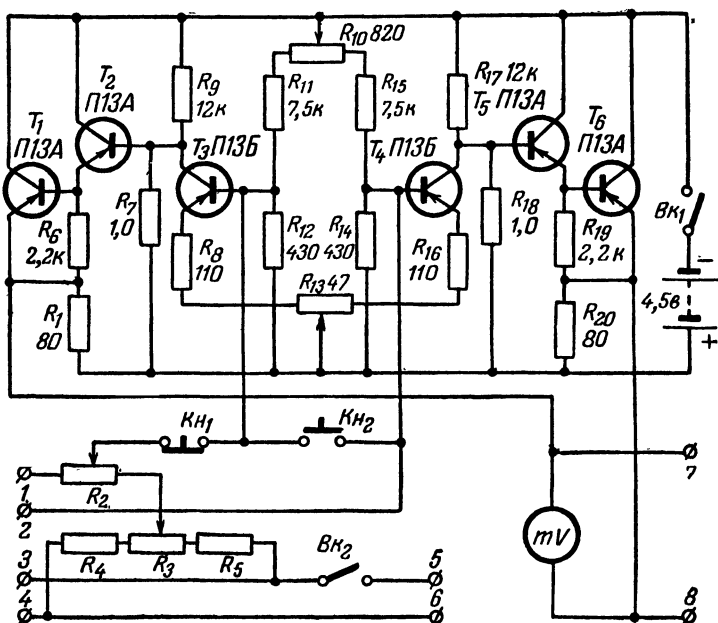 R10 820
T2
П13А
R9
12к
R11
7,5к
R15
7,5к
R17 12к
T5 П13А
T1
П13А
T3 П13Б
T4 П13Б
T6
П13А
R6
2,2к
R7
1,0
R8
110
R12
430
R14
430
R16
110
R18
1,0
R19
2,2к
Вк1
R13 47
R1
80
R20
80
4,5в
−
+
Кн1
Кн2
1
R2
2
7
R4
R3
R5
Вк2
mV
3
5
4
6
8